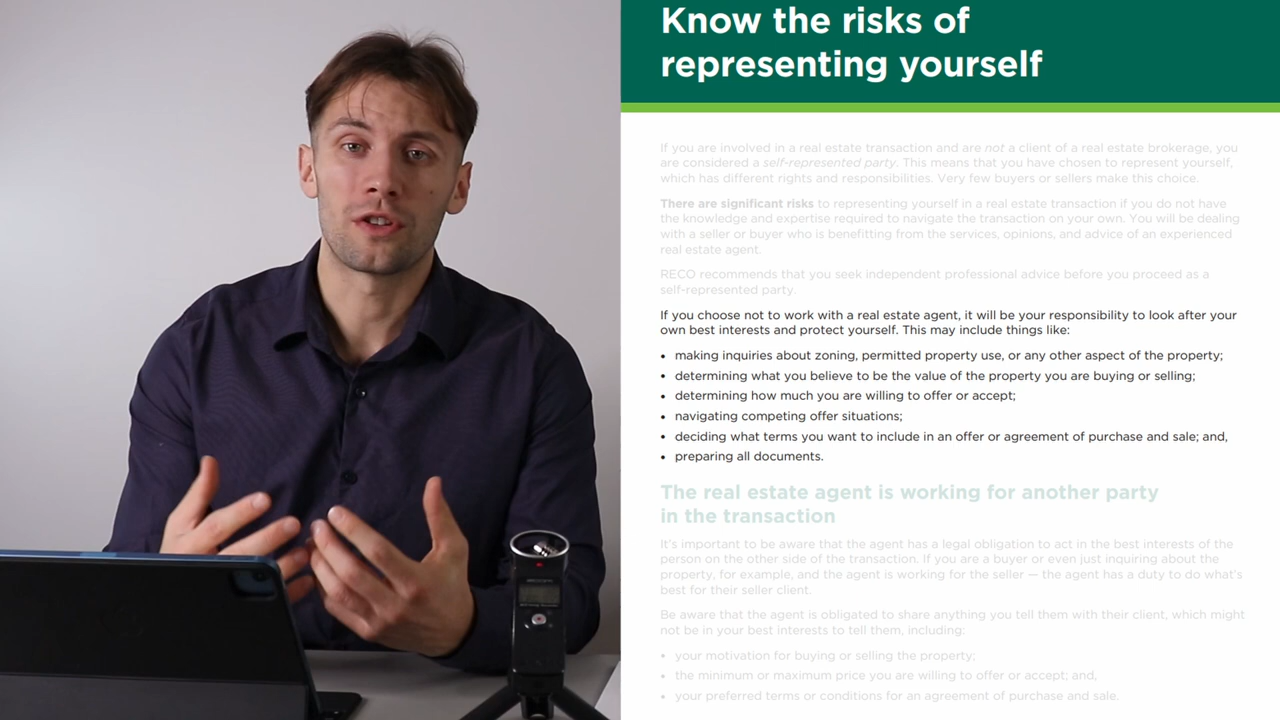 Know the risks of
representing yourself
If you are involved in a real estate transaction and are not a client of a real estate brokerage, you
are considered a self-represented party. This means that you have chosen to represent yourself,
which has different rights and responsibilities. Very few buyers or sellers make this choice.
There are significant risks to representing yourself in a real estate transaction if you do not have
the knowledge and expertise required to navigate the transaction on your own. You will be dealing
with a seller or buyer who is benefitting from the services, opinions, and advice of an experienced
real estate agent.
RECO recommends that you seek independent professional advice before you proceed as a
self-represented party.
If you choose not to work with a real estate agent, it will be your responsibility to look after your
own best interests and protect yourself. This may include things like:
• making inquiries about zoning, permitted property use, or any other aspect of the property;
• determining what you believe to be the value of the property you are buying or selling;
• determining how much you are willing to offer or accept;
• navigating competing offer situations;
• deciding what terms you want to include in an offer or agreement of purchase and sale; and,
• preparing all documents.
The real estate agent is working for another party
in the transaction
It's important to be aware that the agent has a legal obligation to act in the best interests of the
person on the other side of the transaction. If you are a buyer or even just inquiring about the
property, for example, and the agent is working for the seller — the agent has a duty to do what's
best for their seller client.
Be aware that the agent is obligated to share anything you tell them with their client, which might
not be in your best interests to tell them, including:
• your motivation for buying or selling the property;
• the minimum or maximum price you are willing to offer or accept; and,
• your preferred terms or conditions for an agreement of purchase and sale.